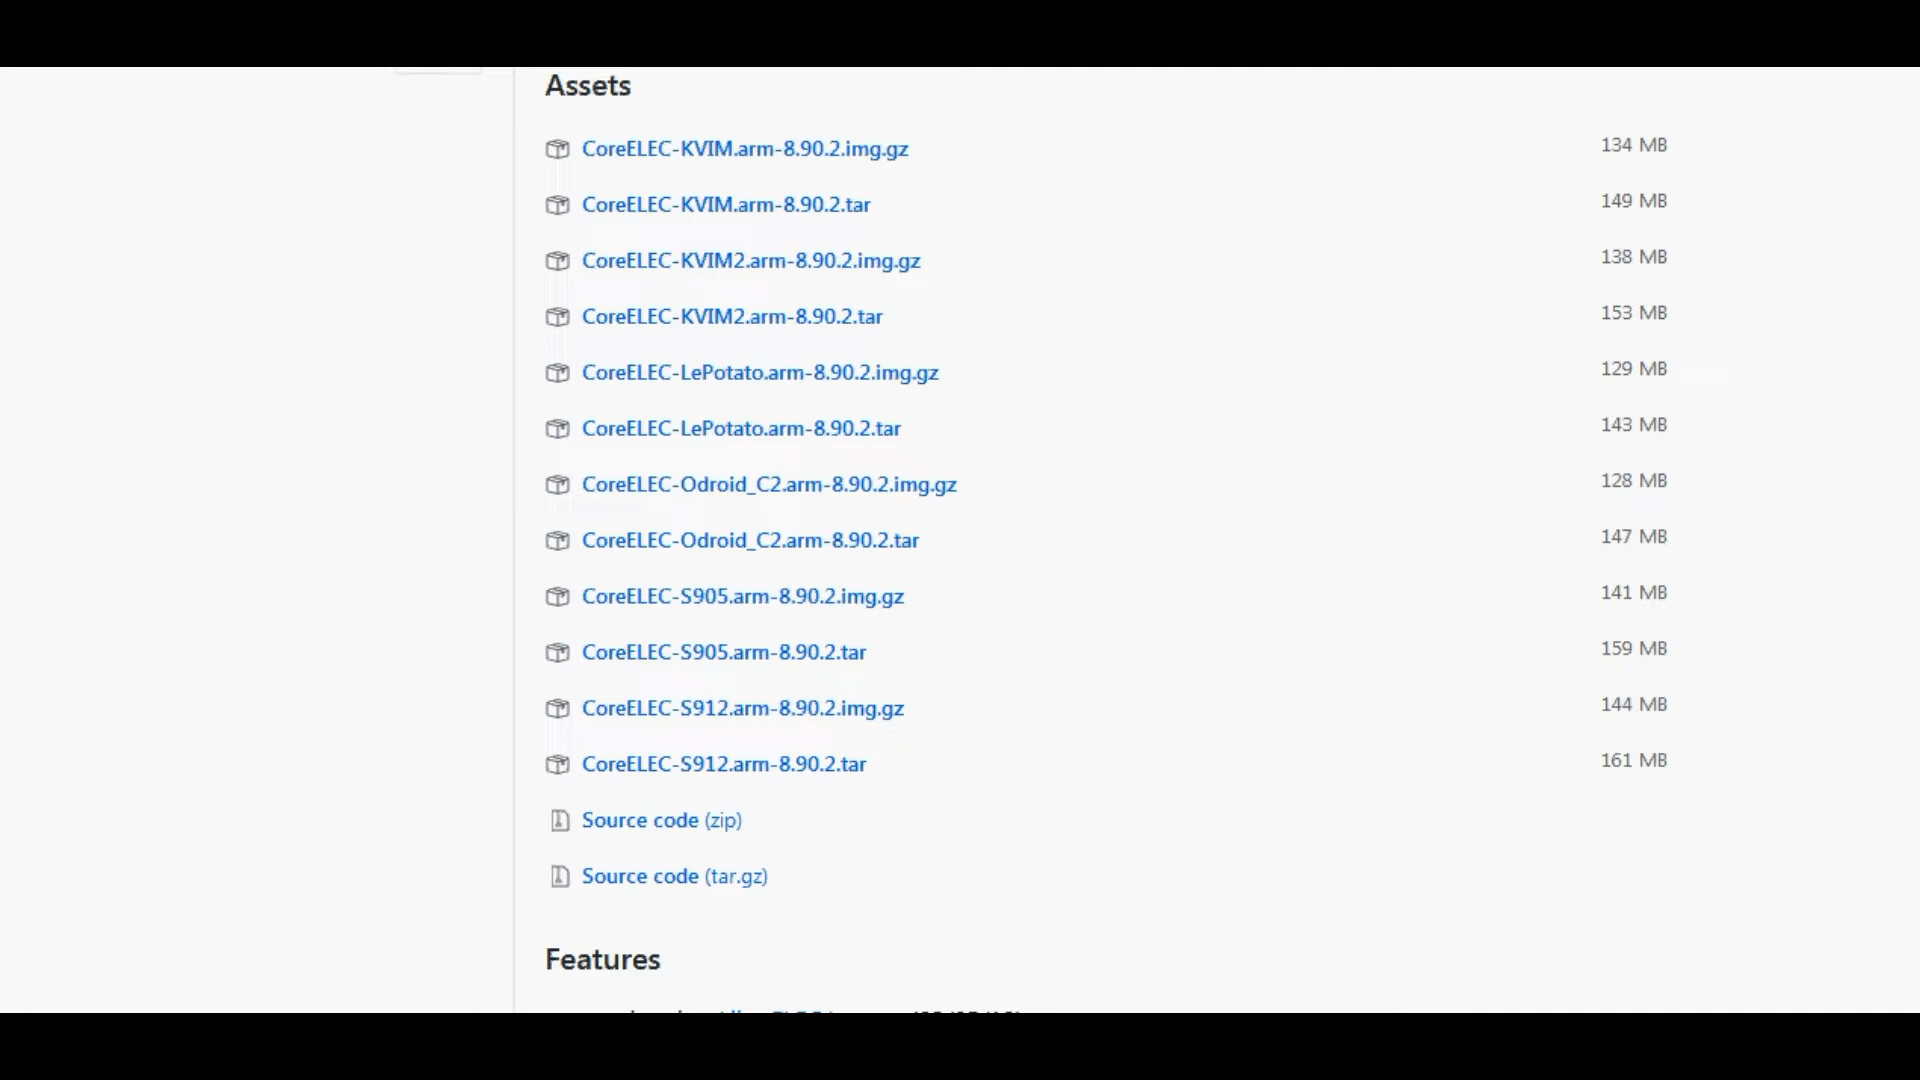 Assets
CoreELEC-KVIM.arm-8.90.2.img.gz 134 MB
CoreELEC-KVIM.arm-8.90.2.tar 149 MB
CoreELEC-KVIM2.arm-8.90.2.img.gz 138 MB
CoreELEC-KVIM2.arm-8.90.2.tar 153 MB
CoreELEC-LePotato.arm-8.90.2.img.gz 129 MB
CoreELEC-LePotato.arm-8.90.2.tar 143 MB
CoreELEC-Odroid_C2.arm-8.90.2.img.gz 128 MB
CoreELEC-Odroid_C2.arm-8.90.2.tar 147 MB
CoreELEC-S905.arm-8.90.2.img.gz 141 MB
CoreELEC-S905.arm-8.90.2.tar 159 MB
CoreELEC-S912.arm-8.90.2.img.gz 144 MB
CoreELEC-S912.arm-8.90.2.tar 161 MB
Source code (zip)
Source code (tar.gz)
Features